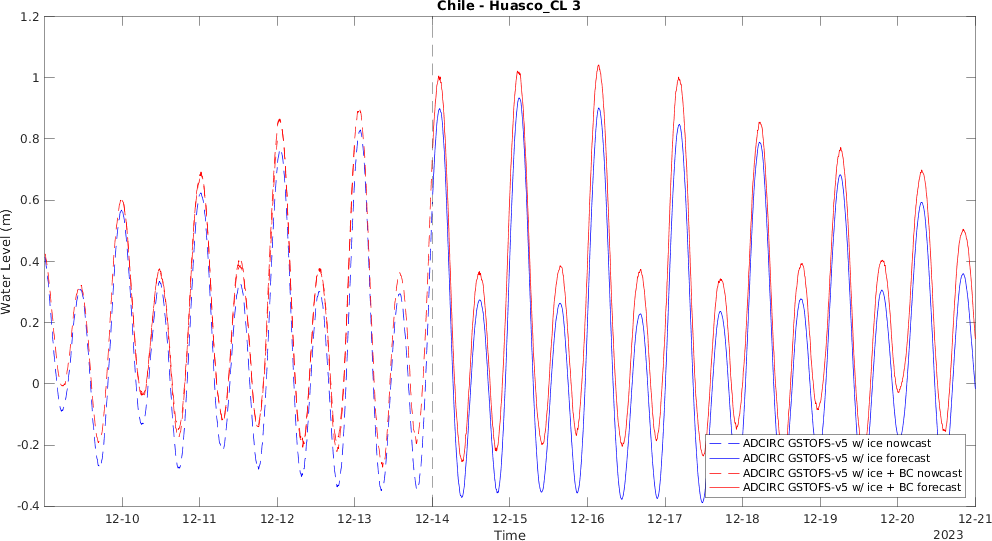 Chile - Huasco_CL 3
1.2
1
0.8
0.6
0.4
0.2
0
-0.2
-0.4
Water Level (m)
12-10 12-11 12-12 12-13 12-14 12-15 12-16 12-17 12-18 12-19 12-20 12-21
Time
2023
ADCIRC GSTOFS-v5 w/ ice nowcast
ADCIRC GSTOFS-v5 w/ ice forecast
ADCIRC GSTOFS-v5 w/ ice + BC nowcast
ADCIRC GSTOFS-v5 w/ ice + BC forecast